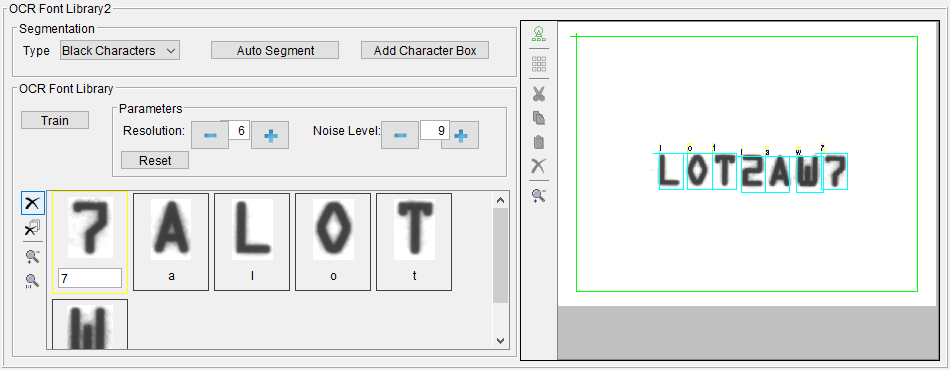 OCR Font Library2
Segmentation
Type Black Characters Auto Segment Add Character Box
OCR Font Library
Train
Parameters
Resolution: 6 Noise Level: 9
Reset
7 A L O T
7 a l o t
W
l o t s a w 7
LOT2AW7